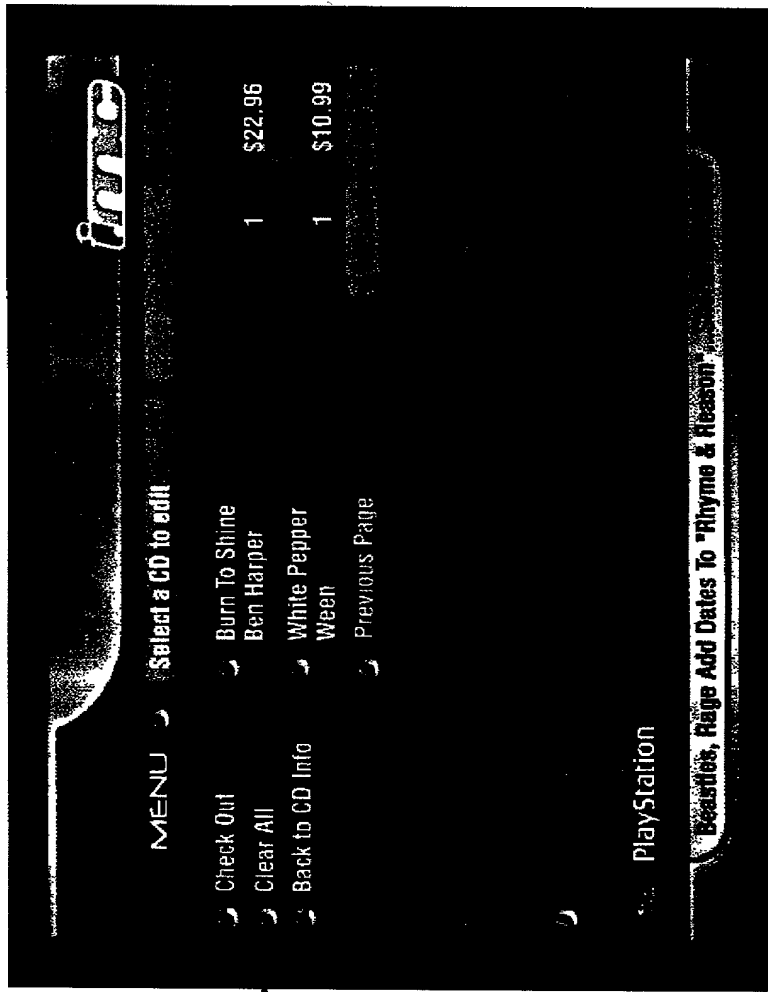 imc
MENU
Select a CD to edit
Check Out
Clear All
Back to CD Info
Burn To Shine
Ben Harper 1 $22.96
White Pepper
Ween 1 $10.99
Previous Page
PlayStation
Beasties, Rage Add Dates To "Rhyme & Reason"